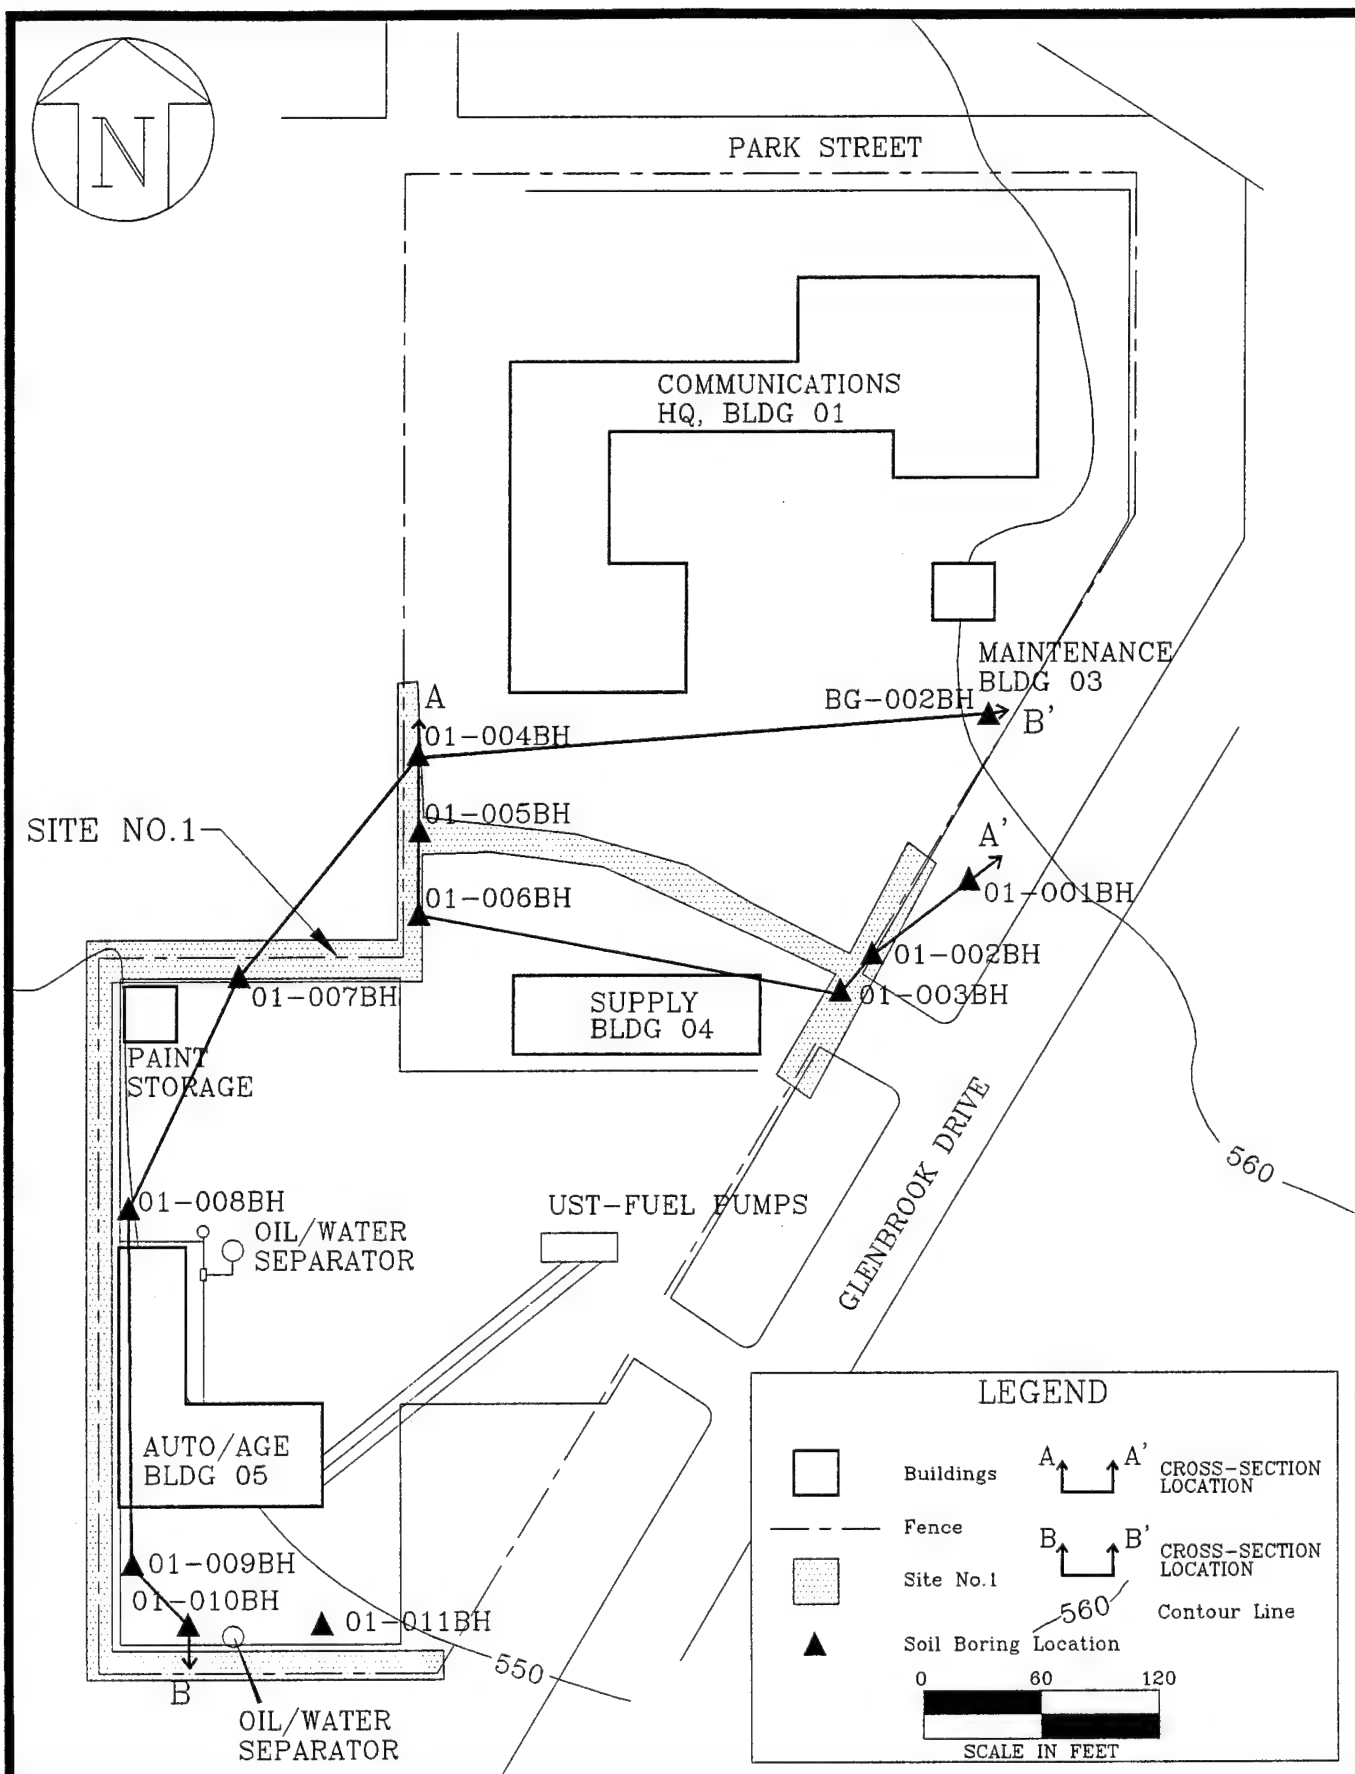 N
PARK STREET
COMMUNICATIONS
HQ, BLDG 01
MAINTENANCE
BLDG 03
BG-002BH
B'
A
01-004BH
01-005BH
SITE NO.1
A'
01-001BH
01-006BH
01-002BH
01-003BH
01-007BH
SUPPLY
BLDG 04
PAINT
STORAGE
GLENBROOK DRIVE
560
01-008BH
UST-FUEL PUMPS
OIL/WATER
SEPARATOR
AUTO/AGE
BLDG 05
01-009BH
01-010BH
01-011BH
550
B
OIL/WATER
SEPARATOR
LEGEND
Buildings
A A' CROSS-SECTION
LOCATION
Fence
B B' CROSS-SECTION
LOCATION
Site No.1
560 Contour Line
Soil Boring Location
0 60 120
SCALE IN FEET